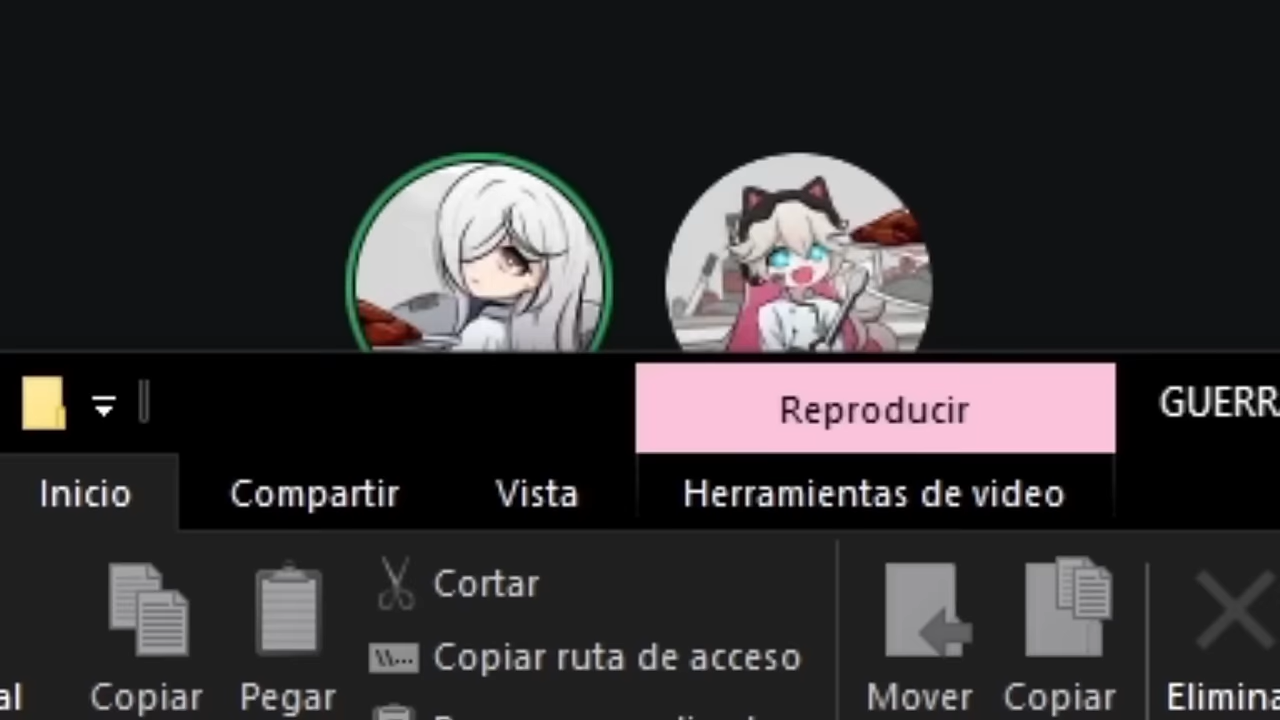 Reproducir
GUERR
Inicio Compartir Vista Herramientas de video
Cortar
Copiar ruta de acceso
al Copiar Pegar Mover Copiar Elimina